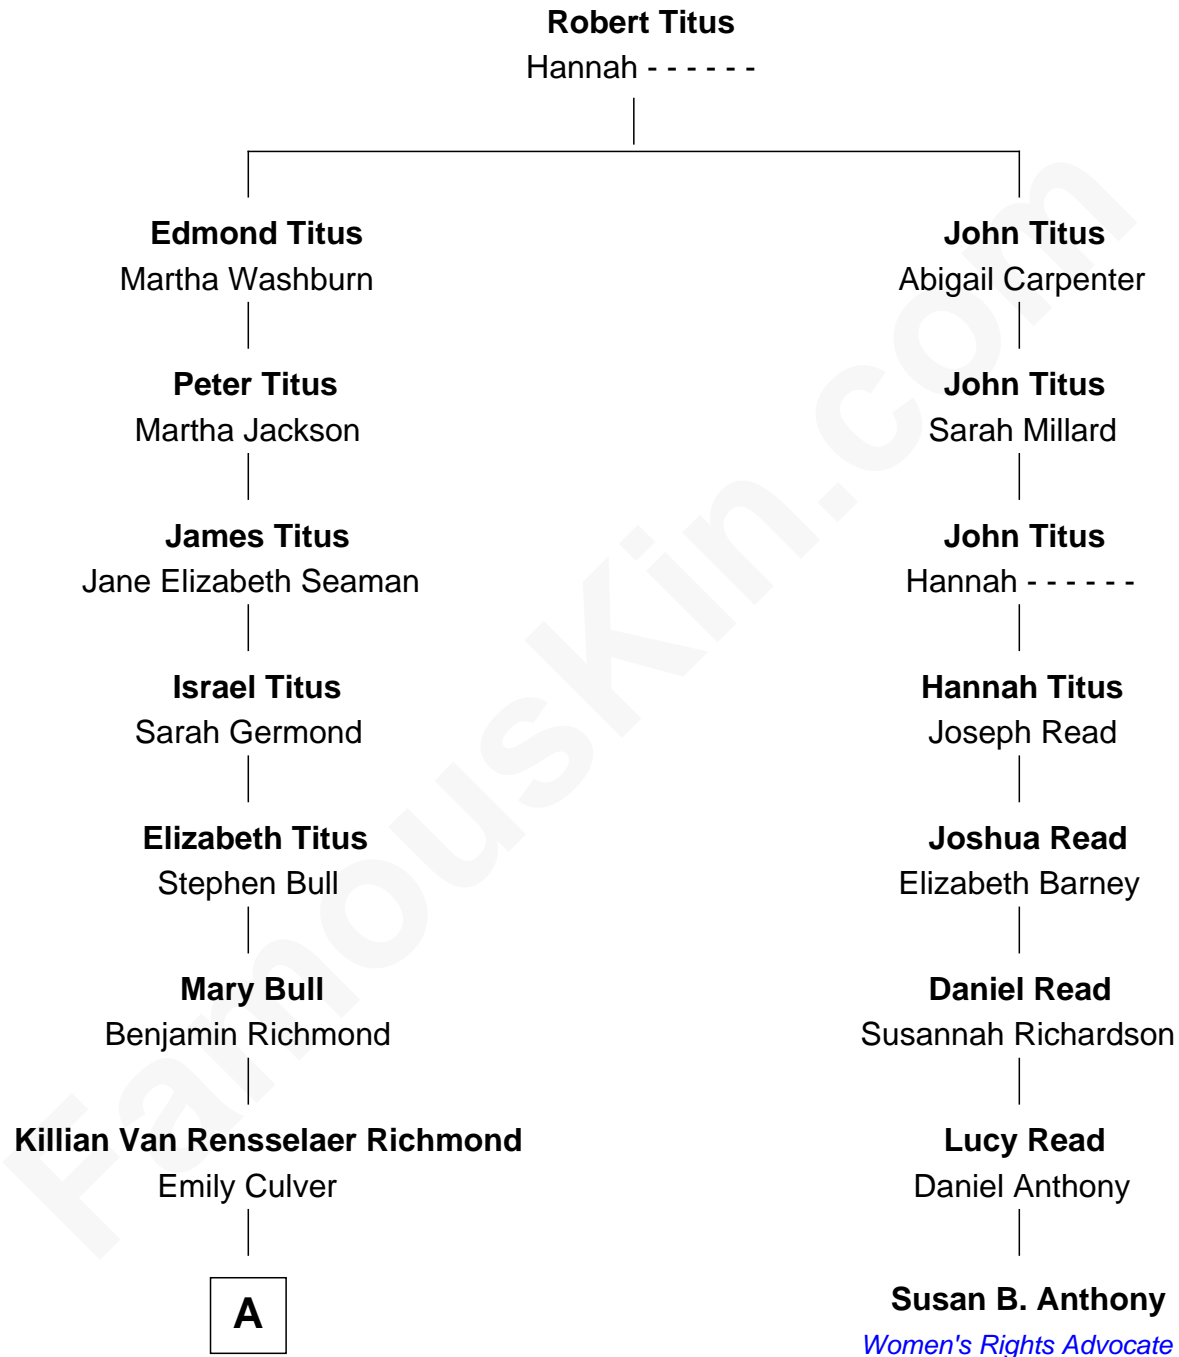 Robert Titus
Hannah - - - - - -
Edmond Titus
Martha Washburn
John Titus
Abigail Carpenter
Peter Titus
Martha Jackson
John Titus
Sarah Millard
James Titus
Jane Elizabeth Seaman
John Titus
Hannah - - - - - -
Israel Titus
Sarah Germond
Hannah Titus
Joseph Read
Elizabeth Titus
Stephen Bull
Joshua Read
Elizabeth Barney
Mary Bull
Benjamin Richmond
Daniel Read
Susannah Richardson
Killian Van Rensselaer Richmond
Emily Culver
Lucy Read
Daniel Anthony
A
Susan B. Anthony
Women's Rights Advocate
FamousKin.com